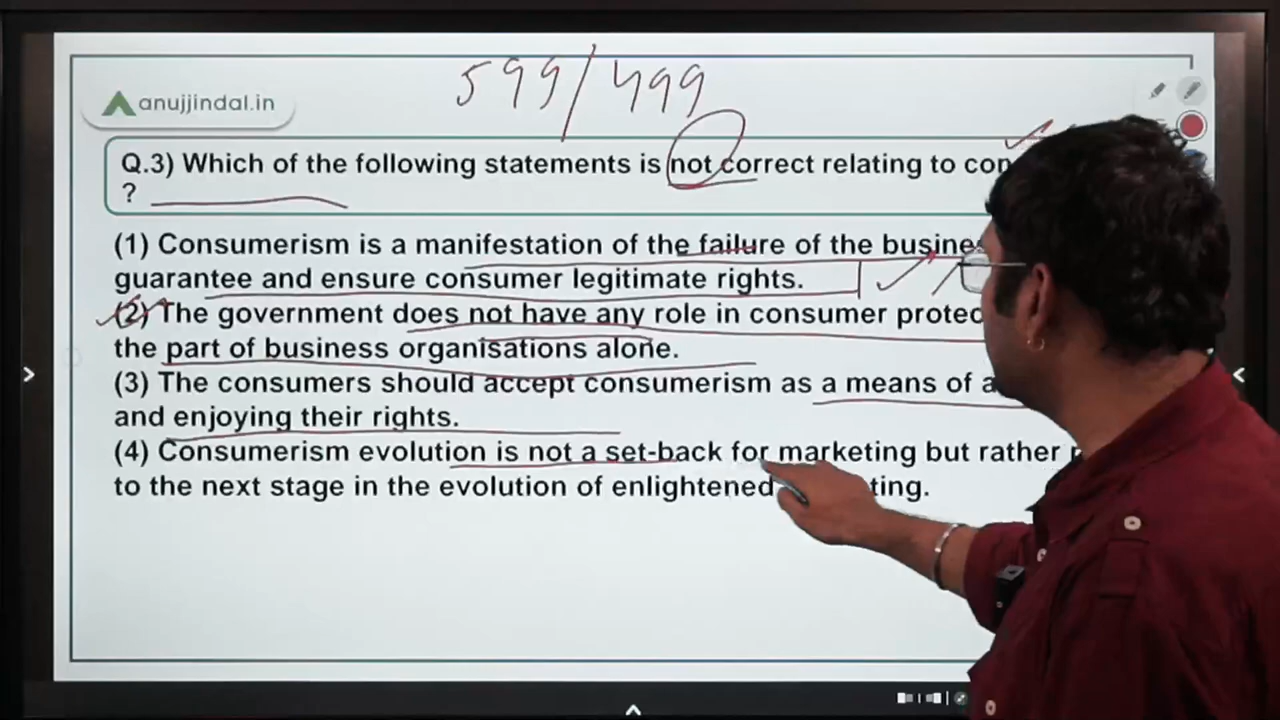 599/499
anujjindal.in
Q.3) Which of the following statements is not correct relating to
?
(1) Consumerism is a manifestation of the failure of the
guarantee and ensure consumer legitimate rights.
(2) The government does not have any role in consumer
the part of business organisations alone.
(3) The consumers should accept consumerism as a means of
and enjoying their rights.
(4) Consumerism evolution is not a set-back for marketing but rather
to the next stage in the evolution of enlightened